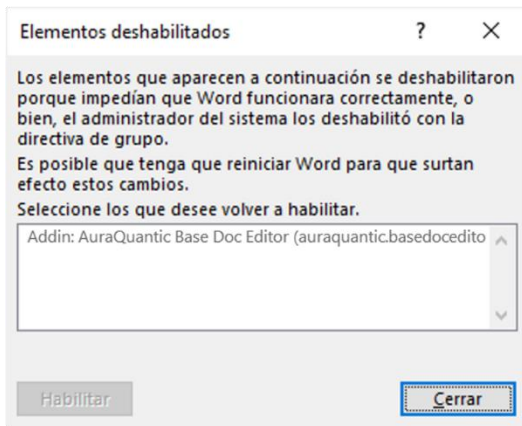 Elementos deshabilitados ? ×
Los elementos que aparecen a continuación se deshabilitaron
porque impedían que Word funcionara correctamente, o
bien, el administrador del sistema los deshabilitó con la
directiva de grupo.
Es posible que tenga que reiniciar Word para que surtan
efecto estos cambios.
Seleccione los que desee volver a habilitar.
Addin: AuraQuantic Base Doc Editor (auraquantic.basedocedito
Habilitar Cerrar